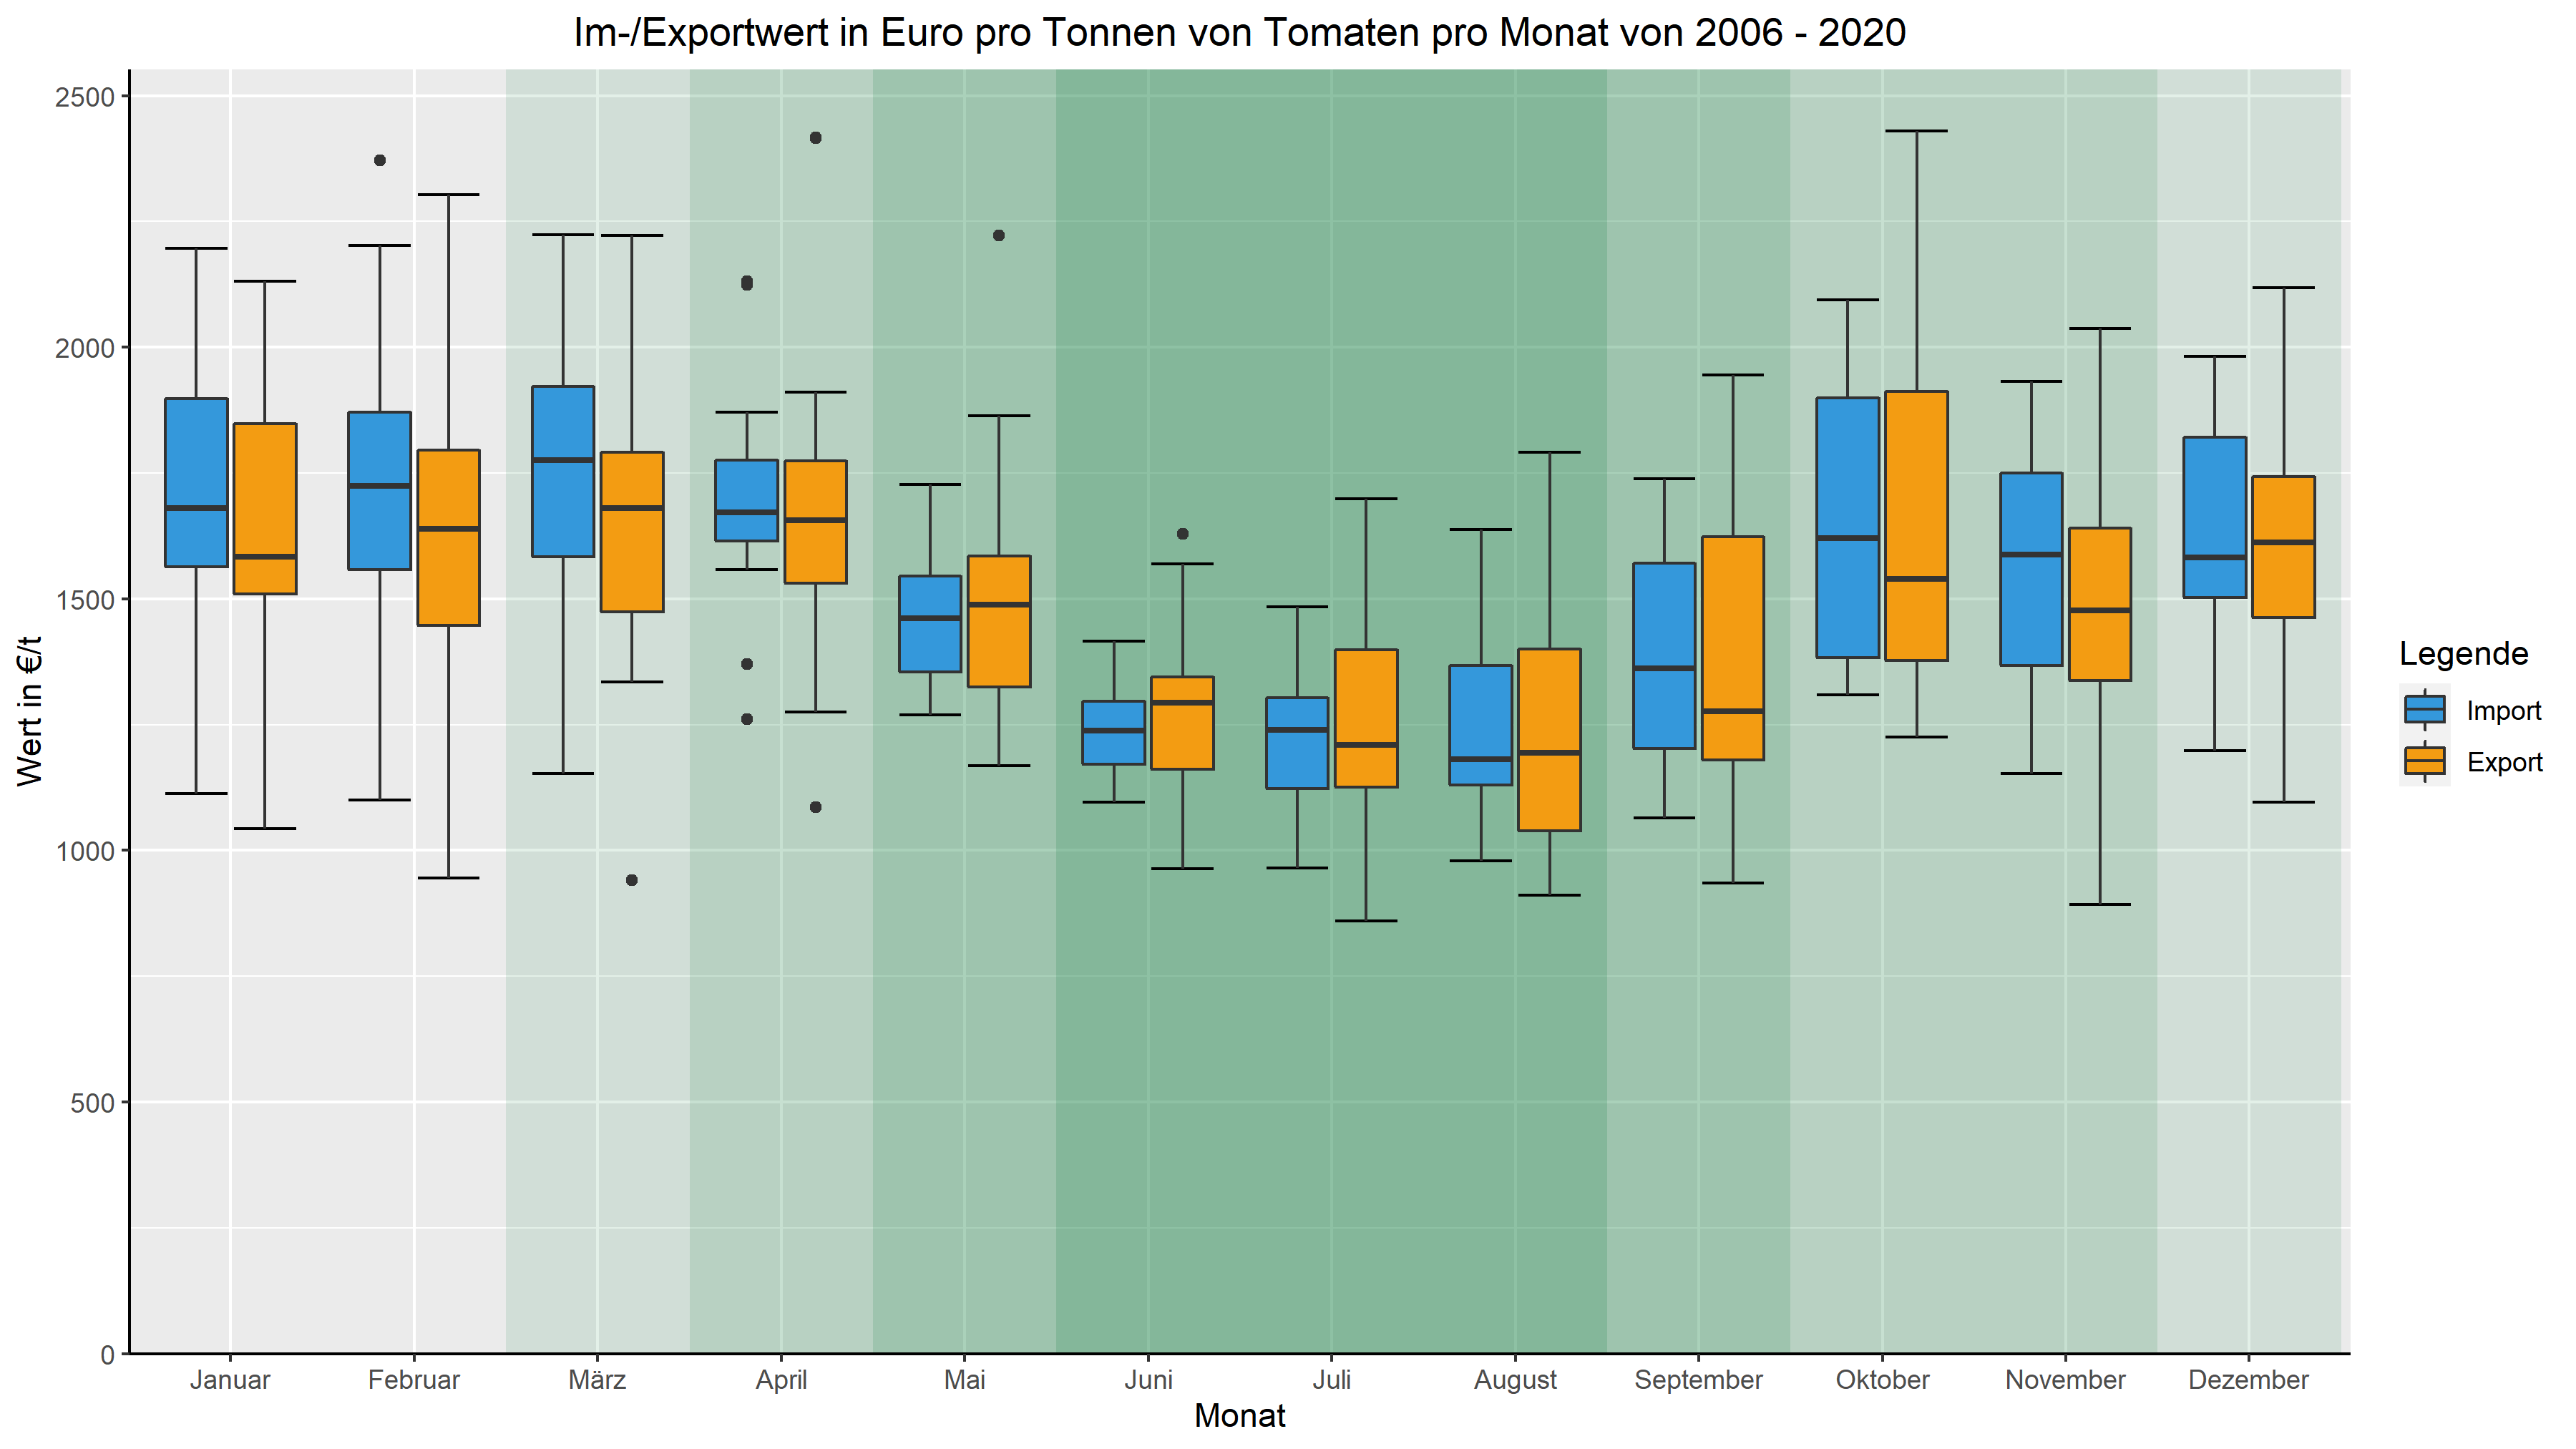 Im-/Exportwert in Euro pro Tonnen von Tomaten pro Monat von 2006 - 2020
2500
2000
1500
1000
500
0
Wert in €/t
Januar Februar März April Mai Juni Juli August September Oktober November Dezember
Monat
Legende
Import
Export